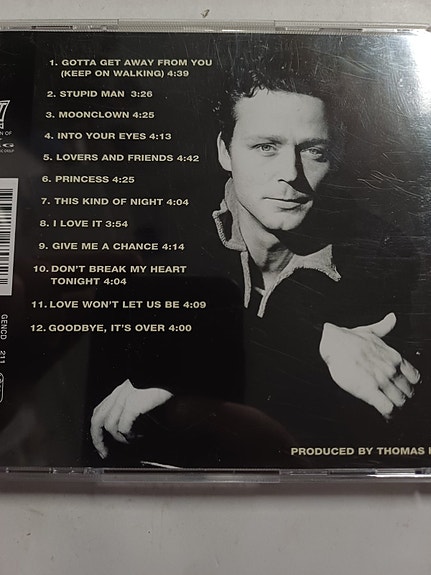 1. GOTTA GET AWAY FROM YOU
(KEEP ON WALKING) 4:39
2. STUPID MAN 3:26
3. MOONCLOWN 4:25
4. INTO YOUR EYES 4:13
5. LOVERS AND FRIENDS 4:42
6. PRINCESS 4:25
7. THIS KIND OF NIGHT 4:04
8. I LOVE IT 3:54
9. GIVE ME A CHANCE 4:14
10. DON'T BREAK MY HEART
TONIGHT 4:04
11. LOVE WON'T LET US BE 4:09
12. GOODBYE, IT'S OVER 4:00
GENCD 211
PRODUCED BY THOMAS